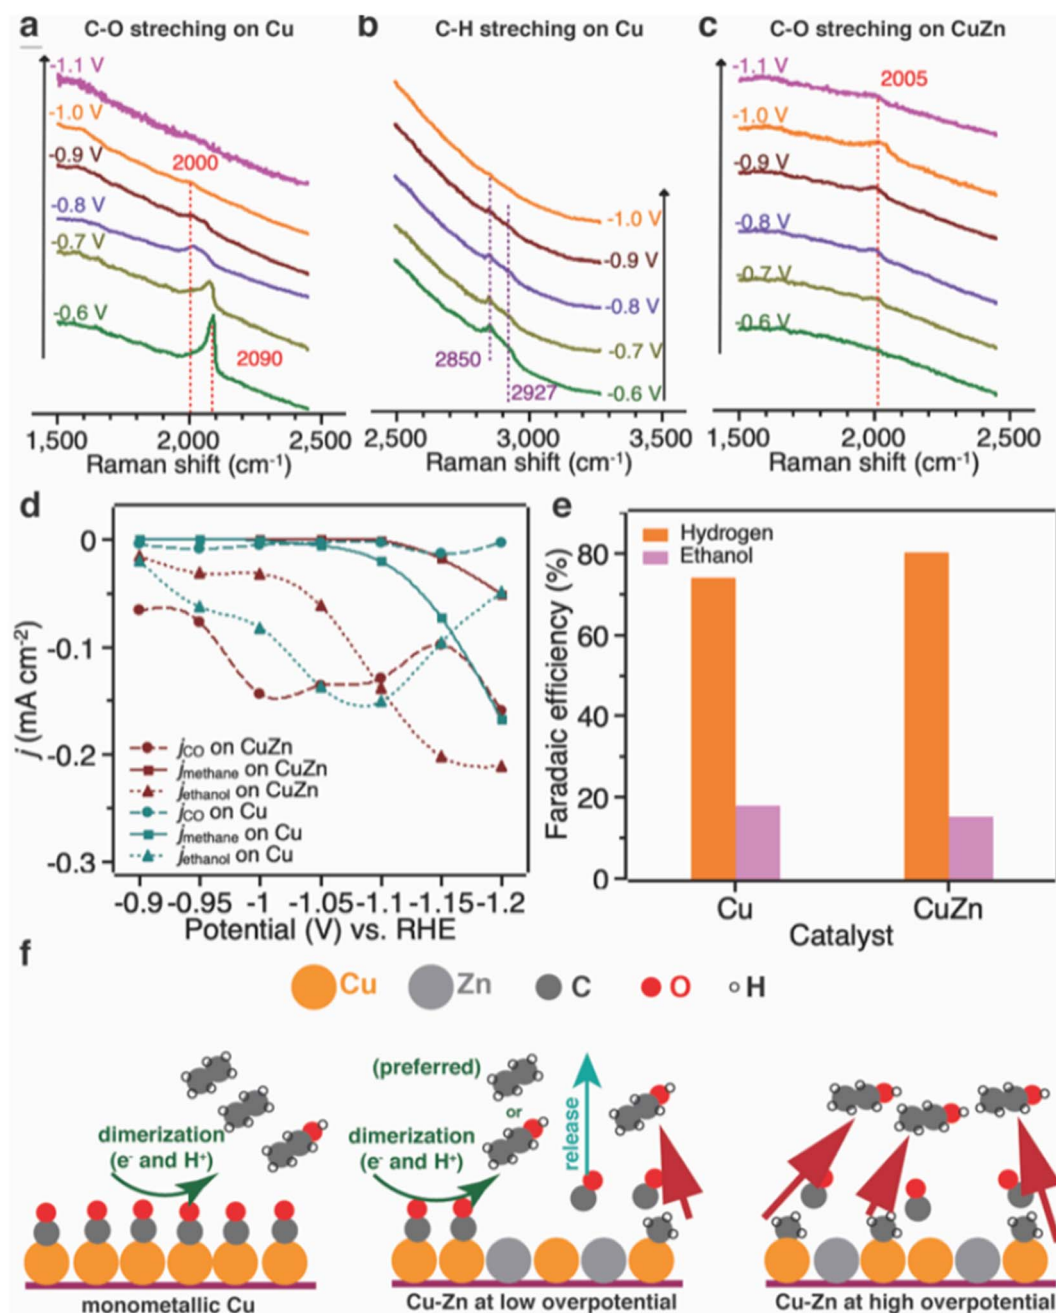 a
C-O streching on Cu
-1.1 V
-1.0 V
-0.9 V
-0.8 V
-0.7 V
-0.6 V
2000
2090
1,500
2,000
2,500
Raman shift (cm⁻¹)
b
C-H streching on Cu
-1.0 V
-0.9 V
-0.8 V
-0.7 V
-0.6 V
2850
2927
2,500
3,000
3,500
Raman shift (cm⁻¹)
c
C-O streching on CuZn
-1.1 V
-1.0 V
-0.9 V
-0.8 V
-0.7 V
-0.6 V
2005
1,500
2,000
2,500
Raman shift (cm⁻¹)
d
j (mA cm⁻²)
0
-0.1
-0.2
-0.3
jCO on CuZn
jmethane on CuZn
jethanol on CuZn
jCO on Cu
jmethane on Cu
jethanol on Cu
-0.9 -0.95 -1 -1.05 -1.1 -1.15 -1.2
Potential (V) vs. RHE
e
Faradaic efficiency (%)
80
60
40
20
0
Hydrogen
Ethanol
Cu
CuZn
Catalyst
f
Cu
Zn
C
O
H
dimerization
(e⁻ and H⁺)
monometallic Cu
(preferred)
or
dimerization
(e⁻ and H⁺)
release
Cu-Zn at low overpotential
Cu-Zn at high overpotential